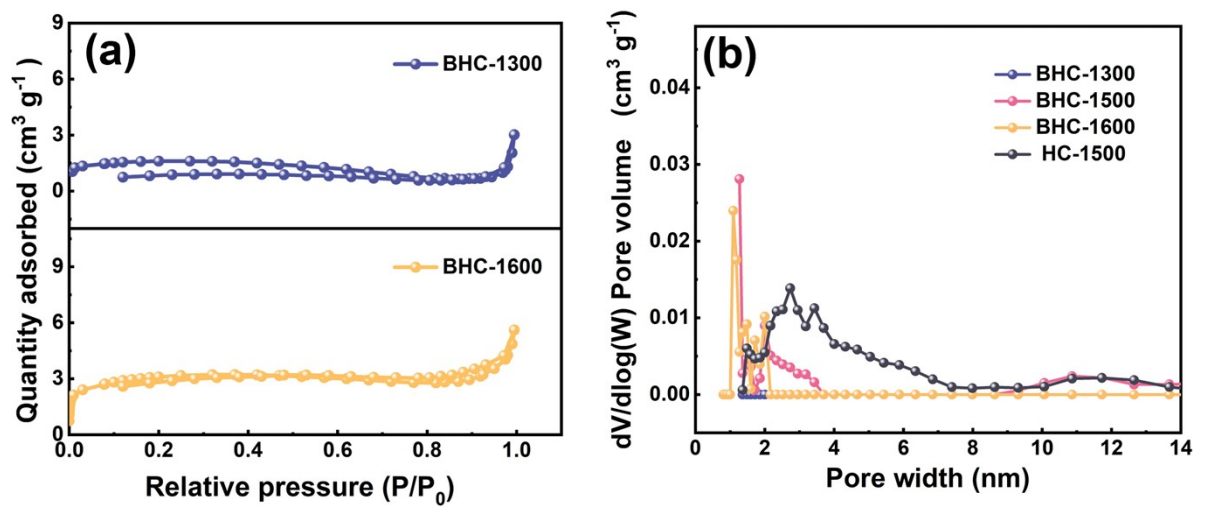 (a)
BHC-1300
9
6
3
0
BHC-1600
9
6
3
0
Quantity adsorbed (cm³ g⁻¹)
0.0 0.2 0.4 0.6 0.8 1.0
Relative pressure (P/P₀)
(b)
BHC-1300
BHC-1500
BHC-1600
HC-1500
0.04
0.03
0.02
0.01
0.00
dV/dlog(W) Pore volume (cm³ g⁻¹)
0 2 4 6 8 10 12 14
Pore width (nm)